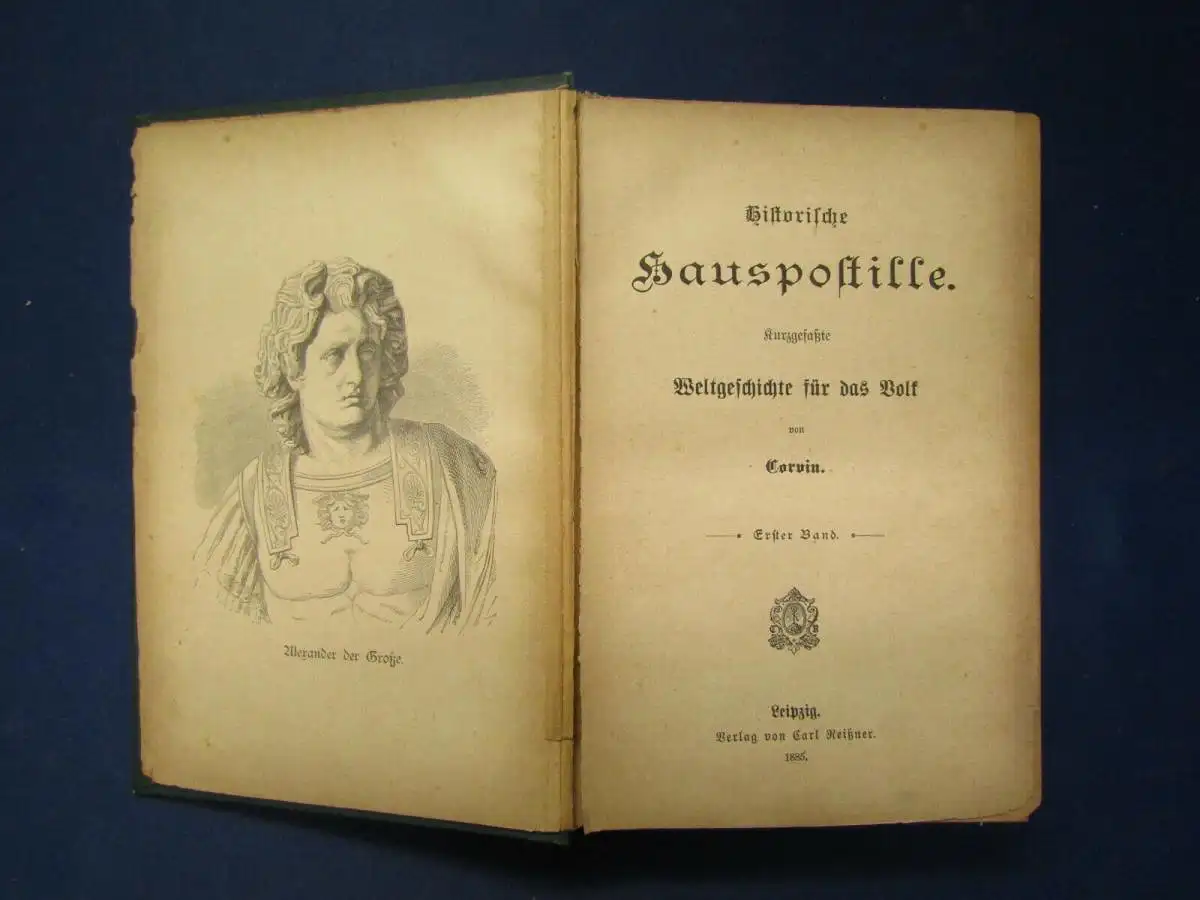 Alexander der Große.
Historische
Hauspostille.
Kurzgefaßte
Weltgeschichte für das Volk
von
Corvin.
Erster Band.
Leipzig.
Verlag von Carl Reißner.
1885.